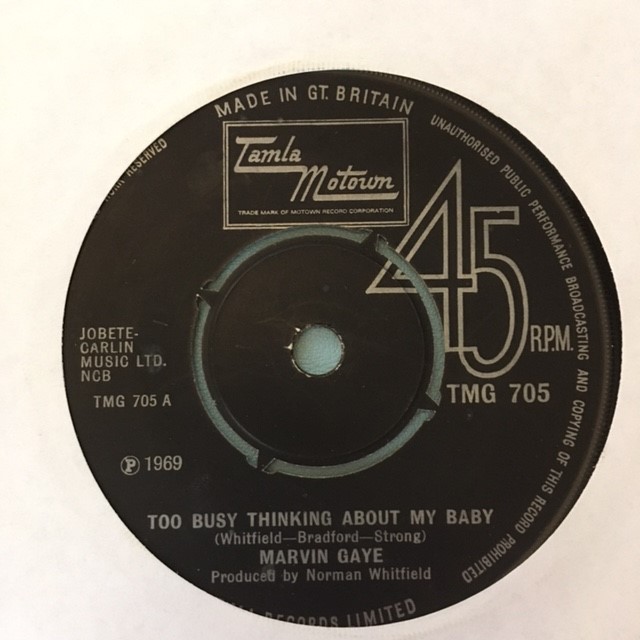 MADE IN GT. BRITAIN
UNAUTHORISED PUBLIC PERFORMANCE BROADCASTING AND COPYING OF THIS RECORD PROHIBITED
RESERVED
Tamla
Motown
TRADE MARK OF MOTOWN RECORD CORPORATION
45
R.P.M.
JOBETE-
CARLIN
MUSIC LTD.
NCB
TMG 705
TMG 705 A
Ⓟ 1969
TOO BUSY THINKING ABOUT MY BABY
(Whitfield—Bradford—Strong)
MARVIN GAYE
Produced by Norman Whitfield
RECORDS LIMITED